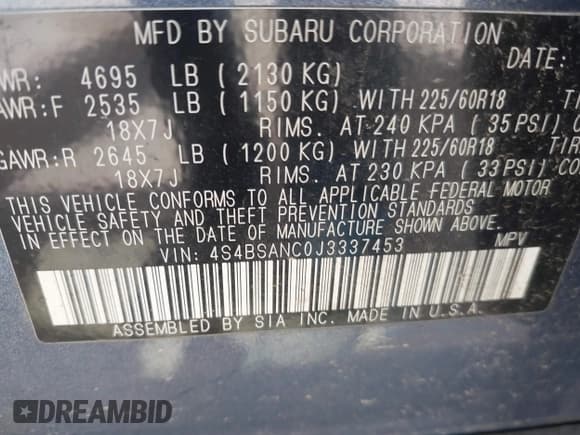 MFD BY SUBARU CORPORATION
DATE:
WR: 4695 LB ( 2130 KG)
AWR:F 2535 LB ( 1150 KG) WITH 225/60R18 TI
18X7J RIMS. AT 240 KPA ( 35 PSI) C
GAWR:R 2645 LB ( 1200 KG) WITH 225/60R18 TIR
18X7J RIMS. AT 230 KPA ( 33 PSI) CO
THIS VEHICLE CONFORMS TO ALL APPLICABLE FEDERAL MOTOR
VEHICLE SAFETY AND THEFT PREVENTION STANDARDS
IN EFFECT ON THE DATE OF MANUFACTURE SHOWN ABOVE.
VIN: 4S4BSANC0J3337453 MPV
ASSEMBLED BY SIA INC. MADE IN U.S.A.
DREAMBID